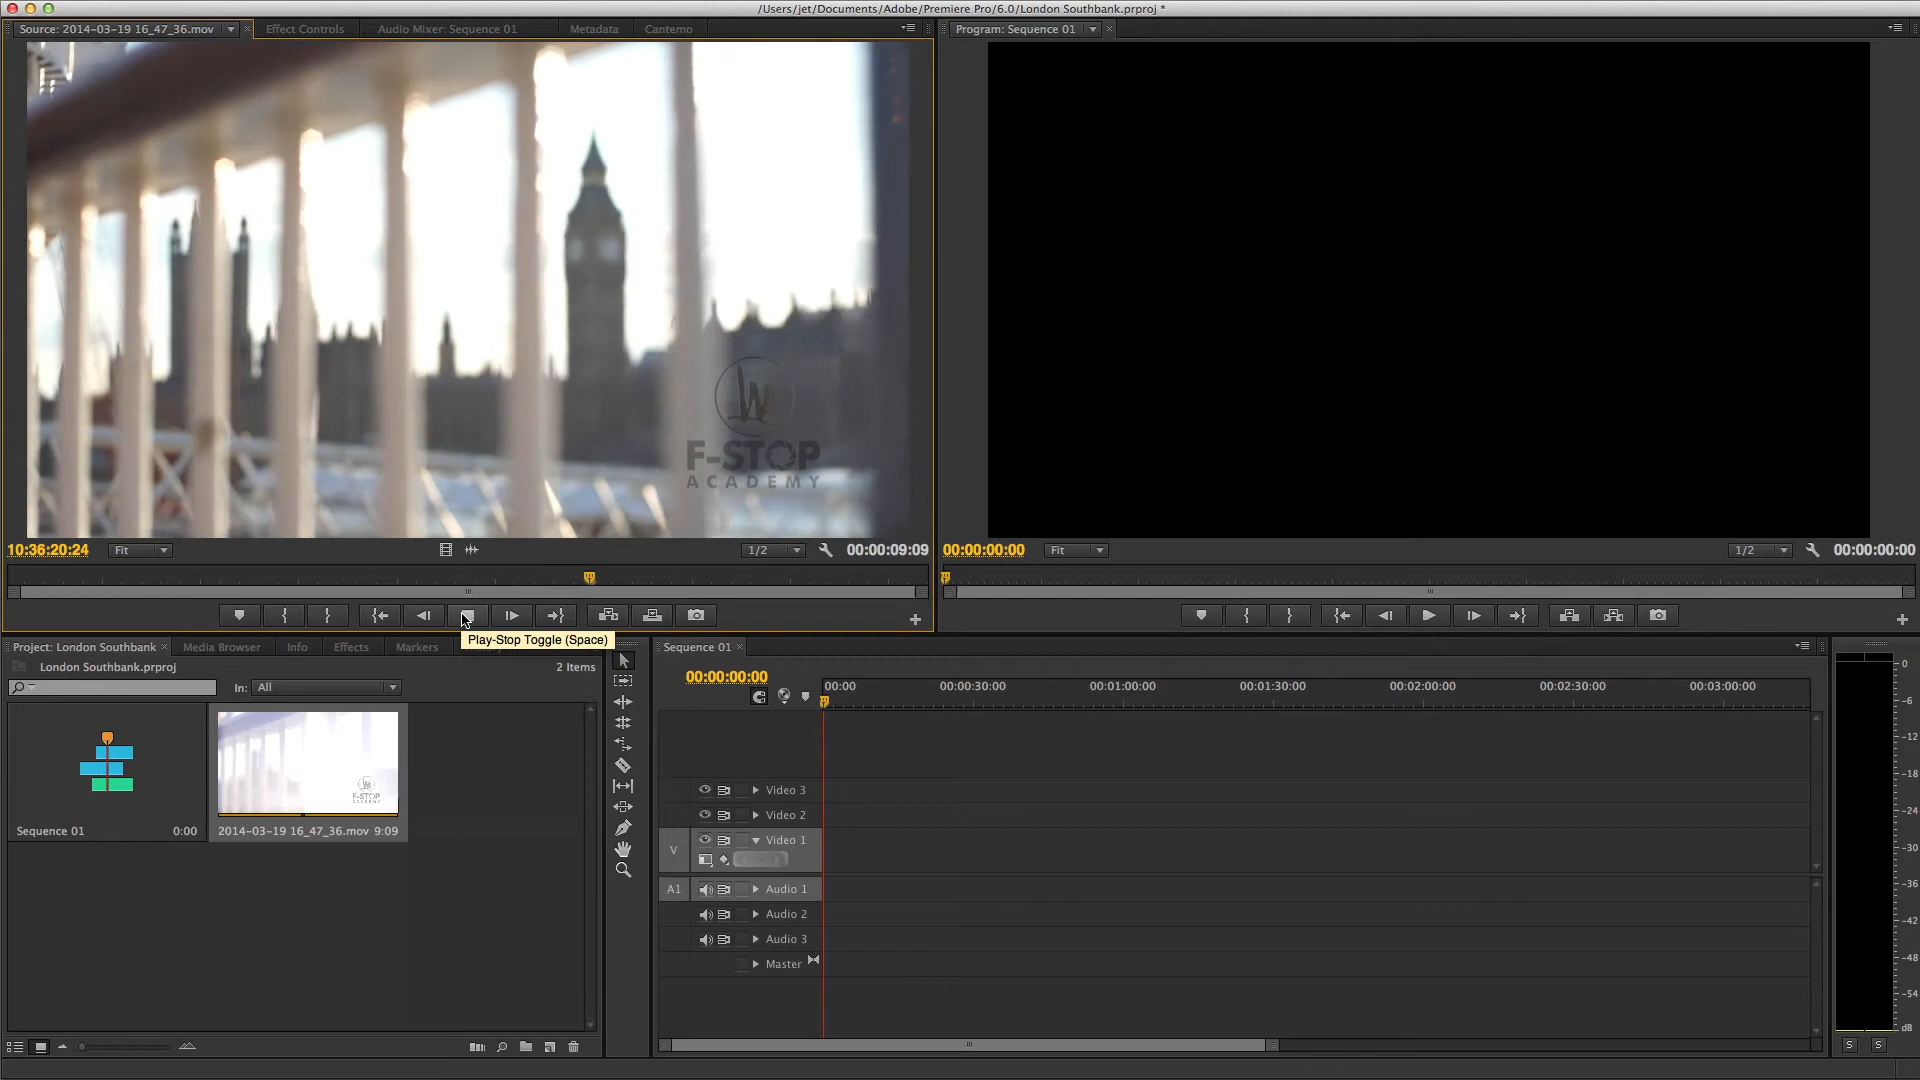 /Users/jet/Documents/Adobe/Premiere Pro/6.0/London Southbank.prproj *
Source: 2014-03-19 16_47_36.mov
Effect Controls
Audio Mixer: Sequence 01
Metadata
Cantemo
Program: Sequence 01
F-STOP
ACADEMY
10:36:20:24
Fit
1/2
00:00:09:09
00:00:00:00
Fit
1/2
00:00:00:00
Play-Stop Toggle (Space)
Project: London Southbank
Media Browser
Info
Effects
Markers
London Southbank.prproj
2 Items
In: All
F-STOP
ACADEMY
Sequence 01
0:00
2014-03-19 16_47_36.mov 9:09
Sequence 01
00:00:00:00
00:00
00:00:30:00
00:01:00:00
00:01:30:00
00:02:00:00
00:02:30:00
00:03:00:00
Video 3
Video 2
V
Video 1
A1
Audio 1
Audio 2
Audio 3
Master
0
-6
-12
-18
-24
-30
-36
-42
-48
-54
dB
S
S